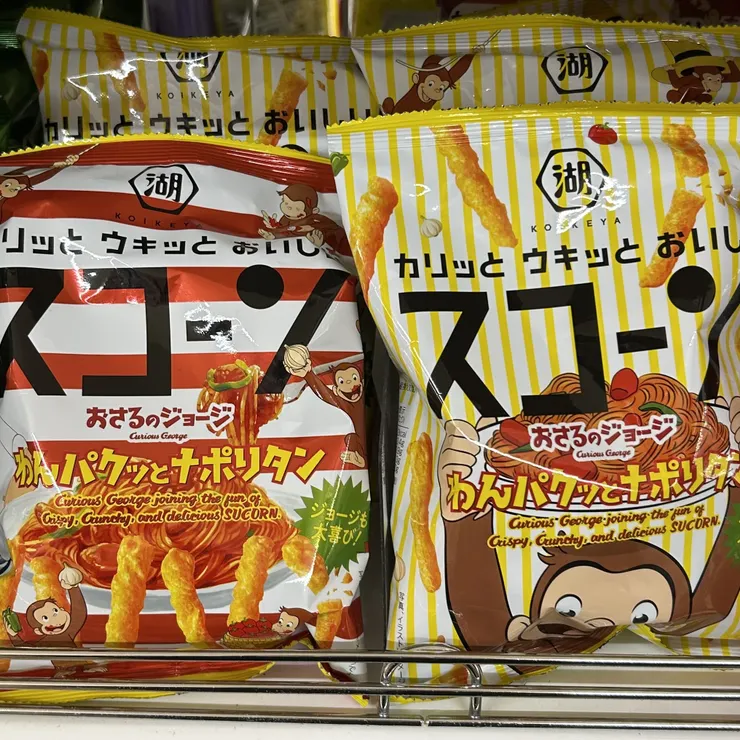 湖
KOIKEYA
カリッと ウキッと おいし
湖
湖
KOIKEYA
リッと ウキッと おいし
スコーン
おさるのジョージ
Curious George
わんパクッとナポリタン
Curious George joining the fun of
Crispy, Crunchy, and delicious SUCORN.
ジョージも
大喜び!
湖
KOIKEYA
カリッと ウキッと おいし
スコーン
おさるのジョージ
Curious George
わんパクッとナポリタン
Curious George joining the fun of
Crispy, Crunchy, and delicious SUCORN.